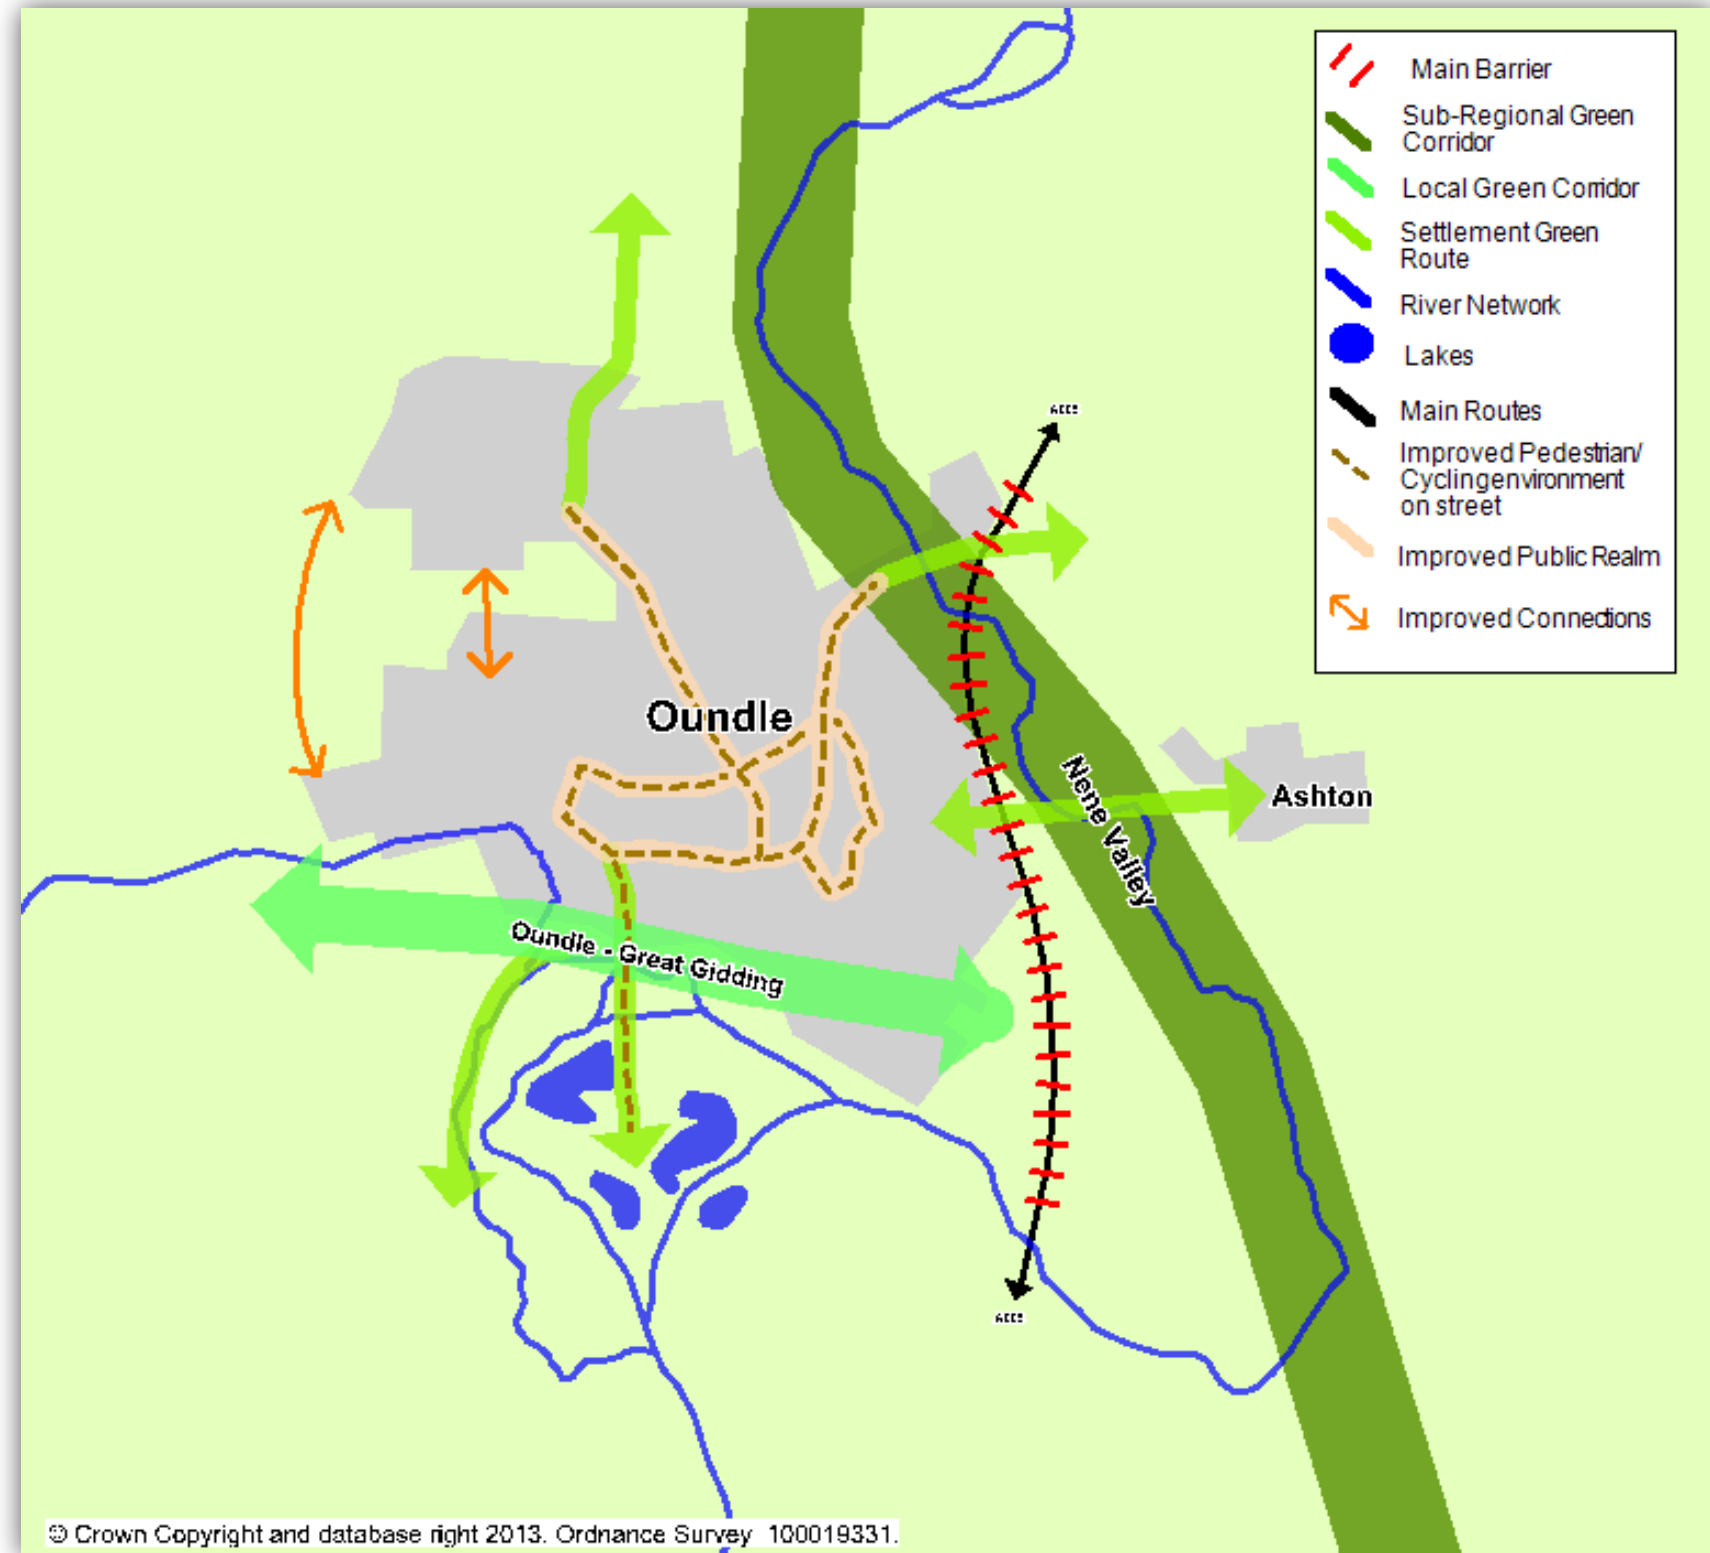 Main Barrier
Sub-Regional Green
Corridor
Local Green Corridor
Settlement Green
Route
River Network
Lakes
Main Routes
Improved Pedestrian/
Cyclingenvironment
on street
Improved Public Realm
Improved Connections
Oundle
Nene Valley
Ashton
Oundle - Great Gidding
© Crown Copyright and database right 2013. Ordnance Survey 100019331.